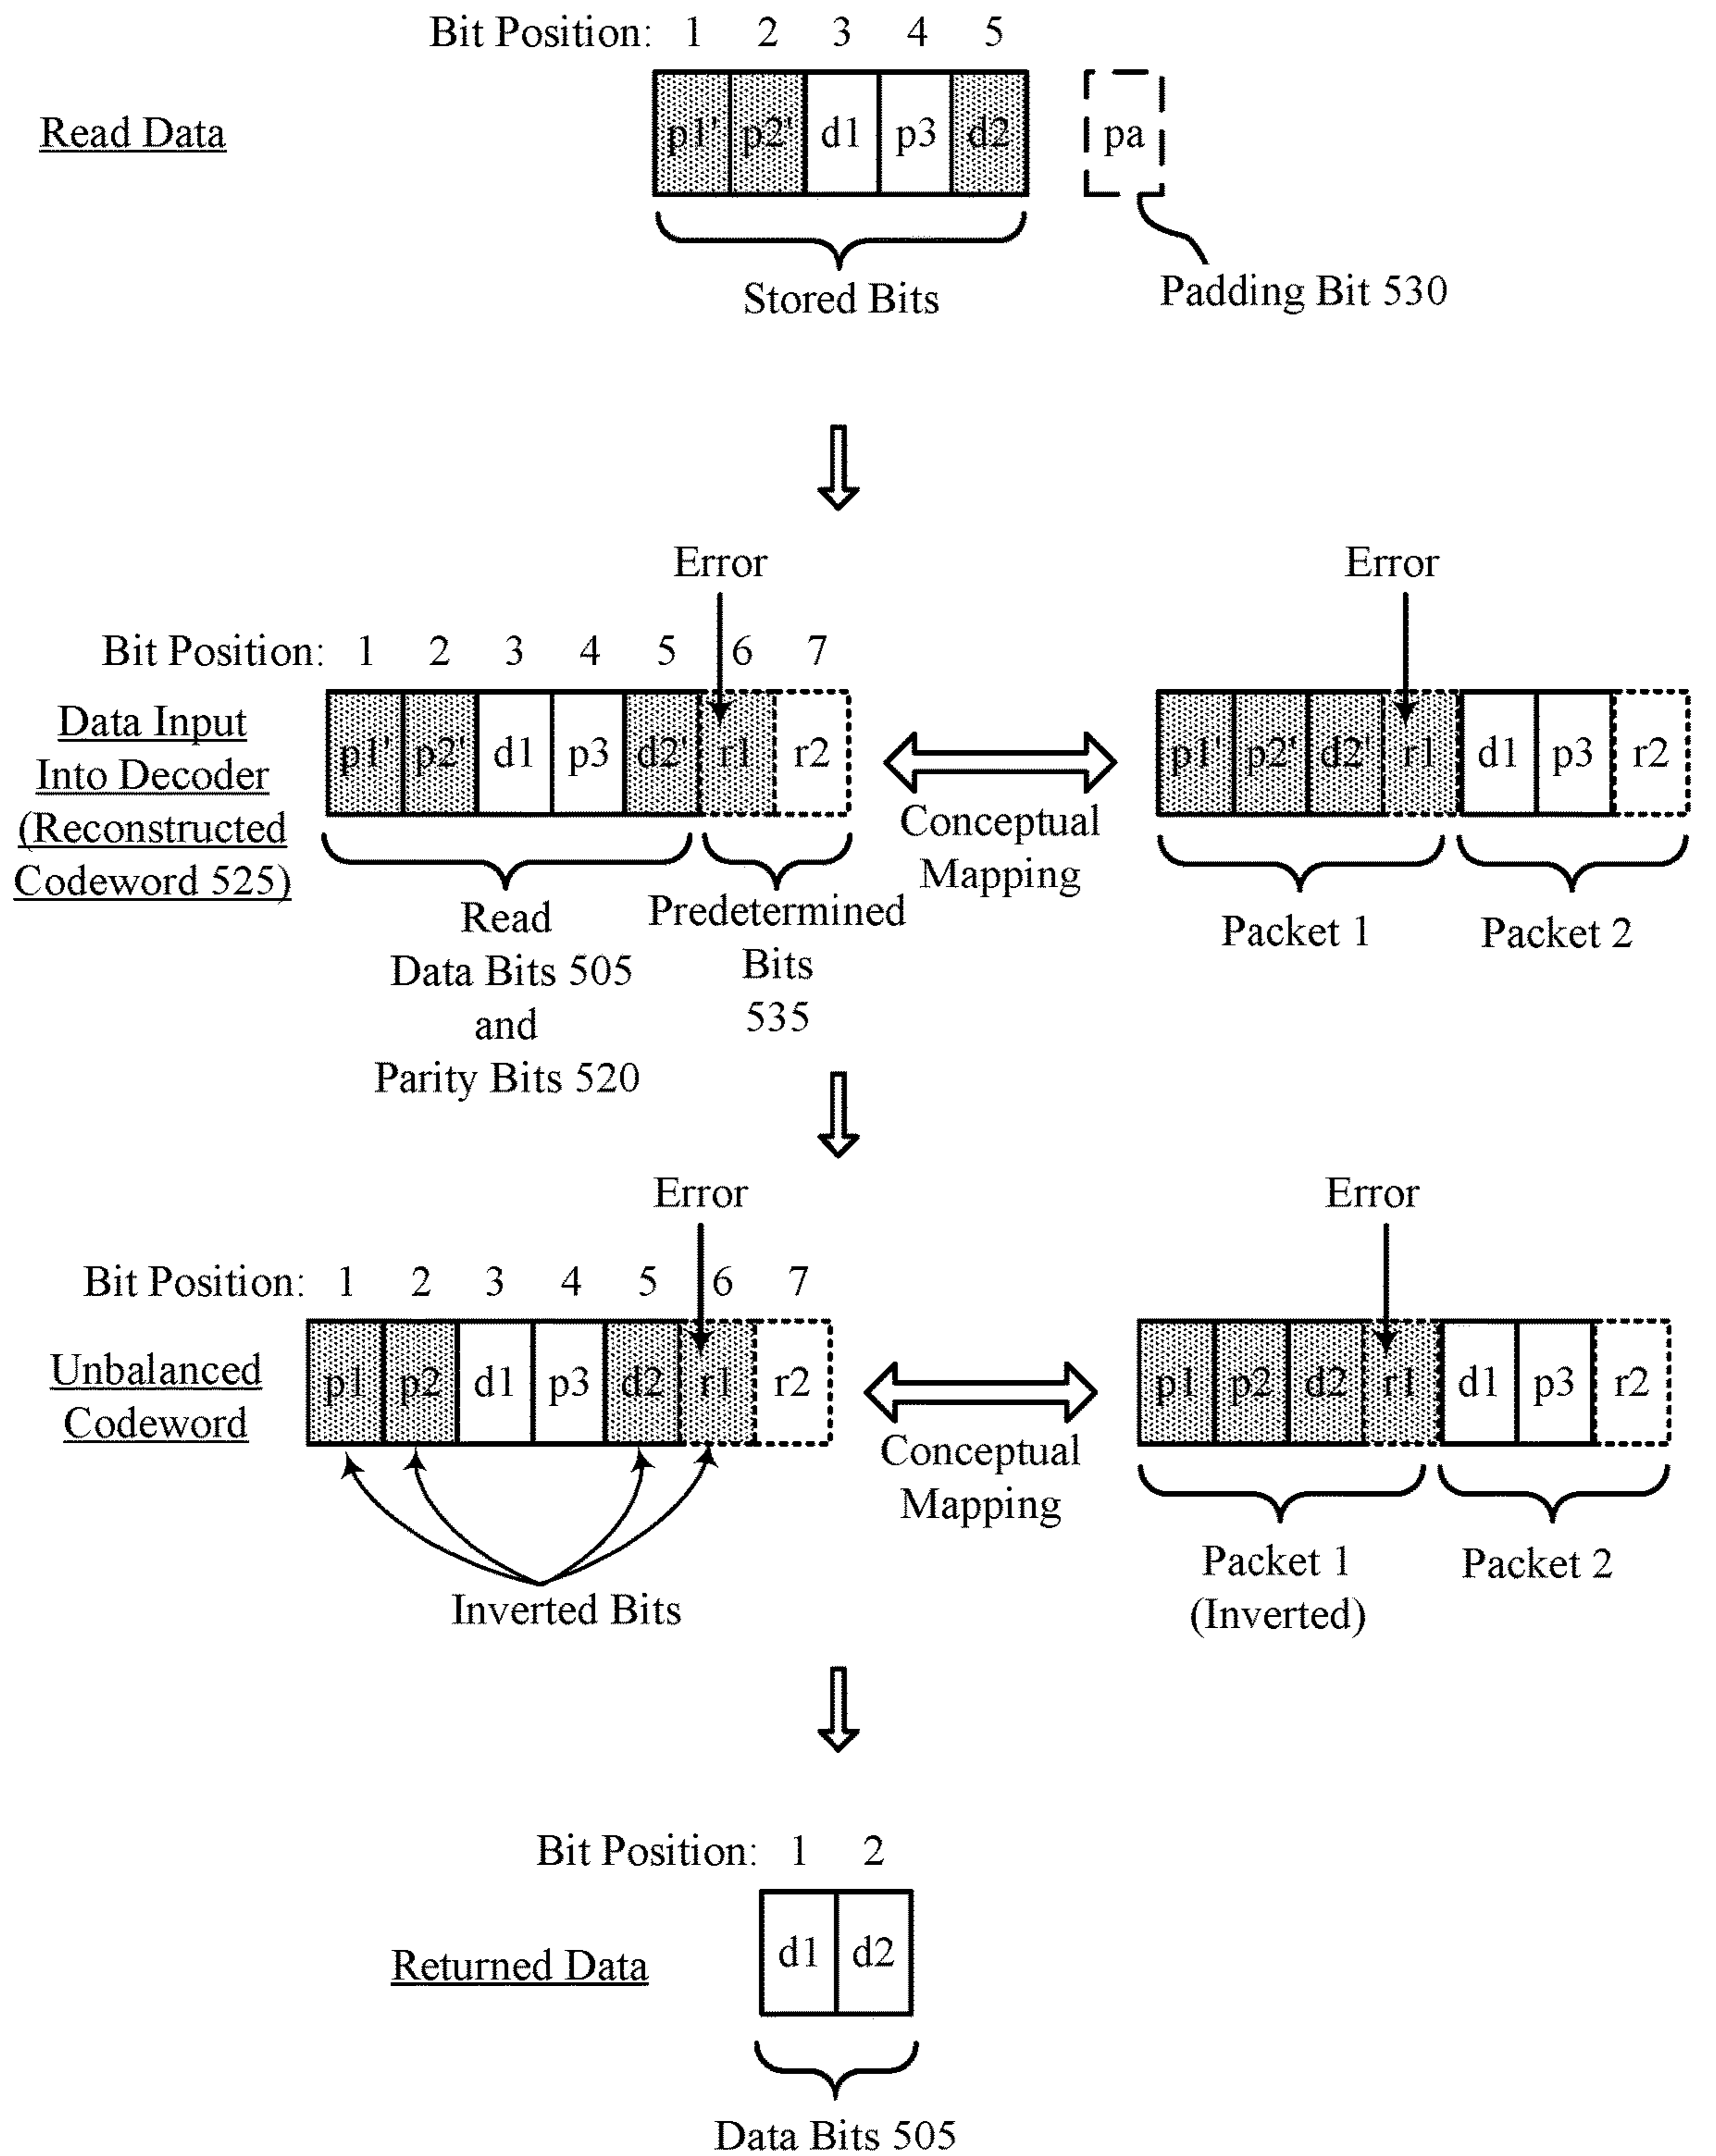 Bit Position: 1 2 3 4 5
Read Data
p1' p2' d1 p3 d2 pa
Stored Bits
Padding Bit 530
Error
Error
Bit Position: 1 2 3 4 5 6 7
Data Input
Into Decoder
(Reconstructed
Codeword 525)
p1' p2' d1 p3 d2' r1 r2
p1' p2' d2' r1 d1 p3 r2
Conceptual
Mapping
Read
Data Bits 505
and
Parity Bits 520
Predetermined
Bits
535
Packet 1
Packet 2
Error
Error
Bit Position: 1 2 3 4 5 6 7
Unbalanced
Codeword
p1 p2 d1 p3 d2 r1 r2
p1 p2 d2 r1 d1 p3 r2
Conceptual
Mapping
Inverted Bits
Packet 1
(Inverted)
Packet 2
Bit Position: 1 2
Returned Data
d1 d2
Data Bits 505